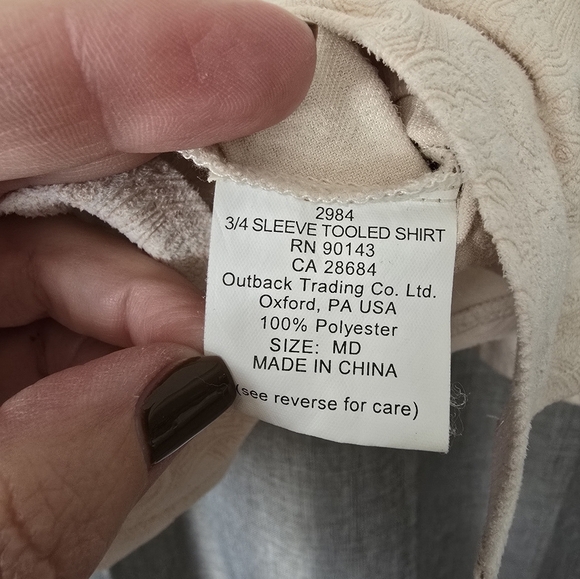 2984
3/4 SLEEVE TOOLED SHIRT
RN 90143
CA 28684
Outback Trading Co. Ltd.
Oxford, PA USA
100% Polyester
SIZE: MD
MADE IN CHINA
(see reverse for care)